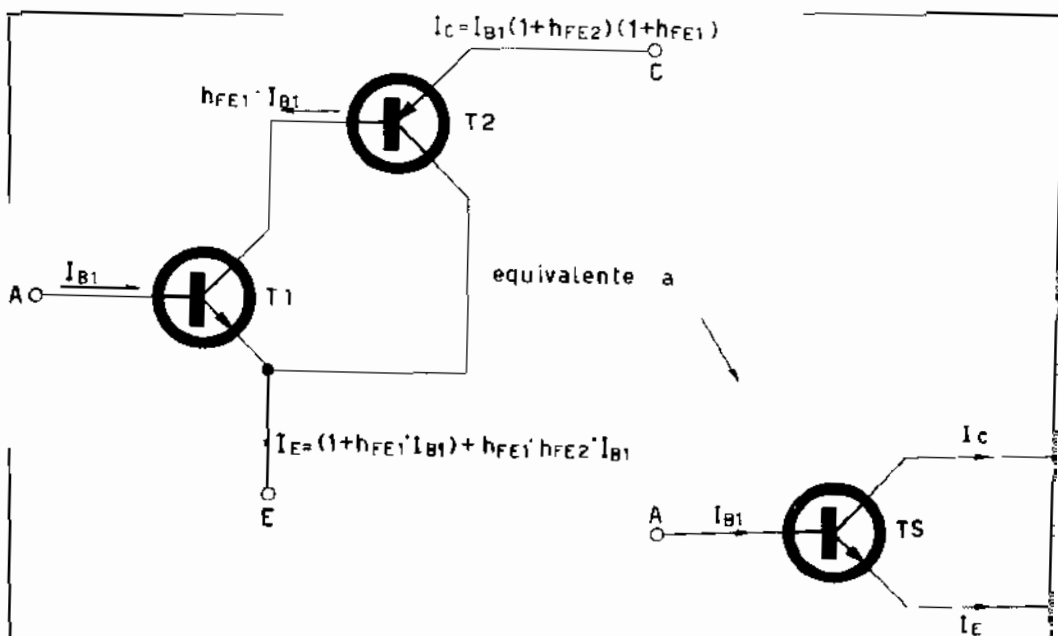 IC=IB1(1+hFE2)(1+hFE1)
C
hFE1·IB1
T2
IB1
A
T1
equivalente a
IE=(1+hFE1·IB1)+hFE1·hFE2·IB1
E
IC
A
IB1
TS
IE